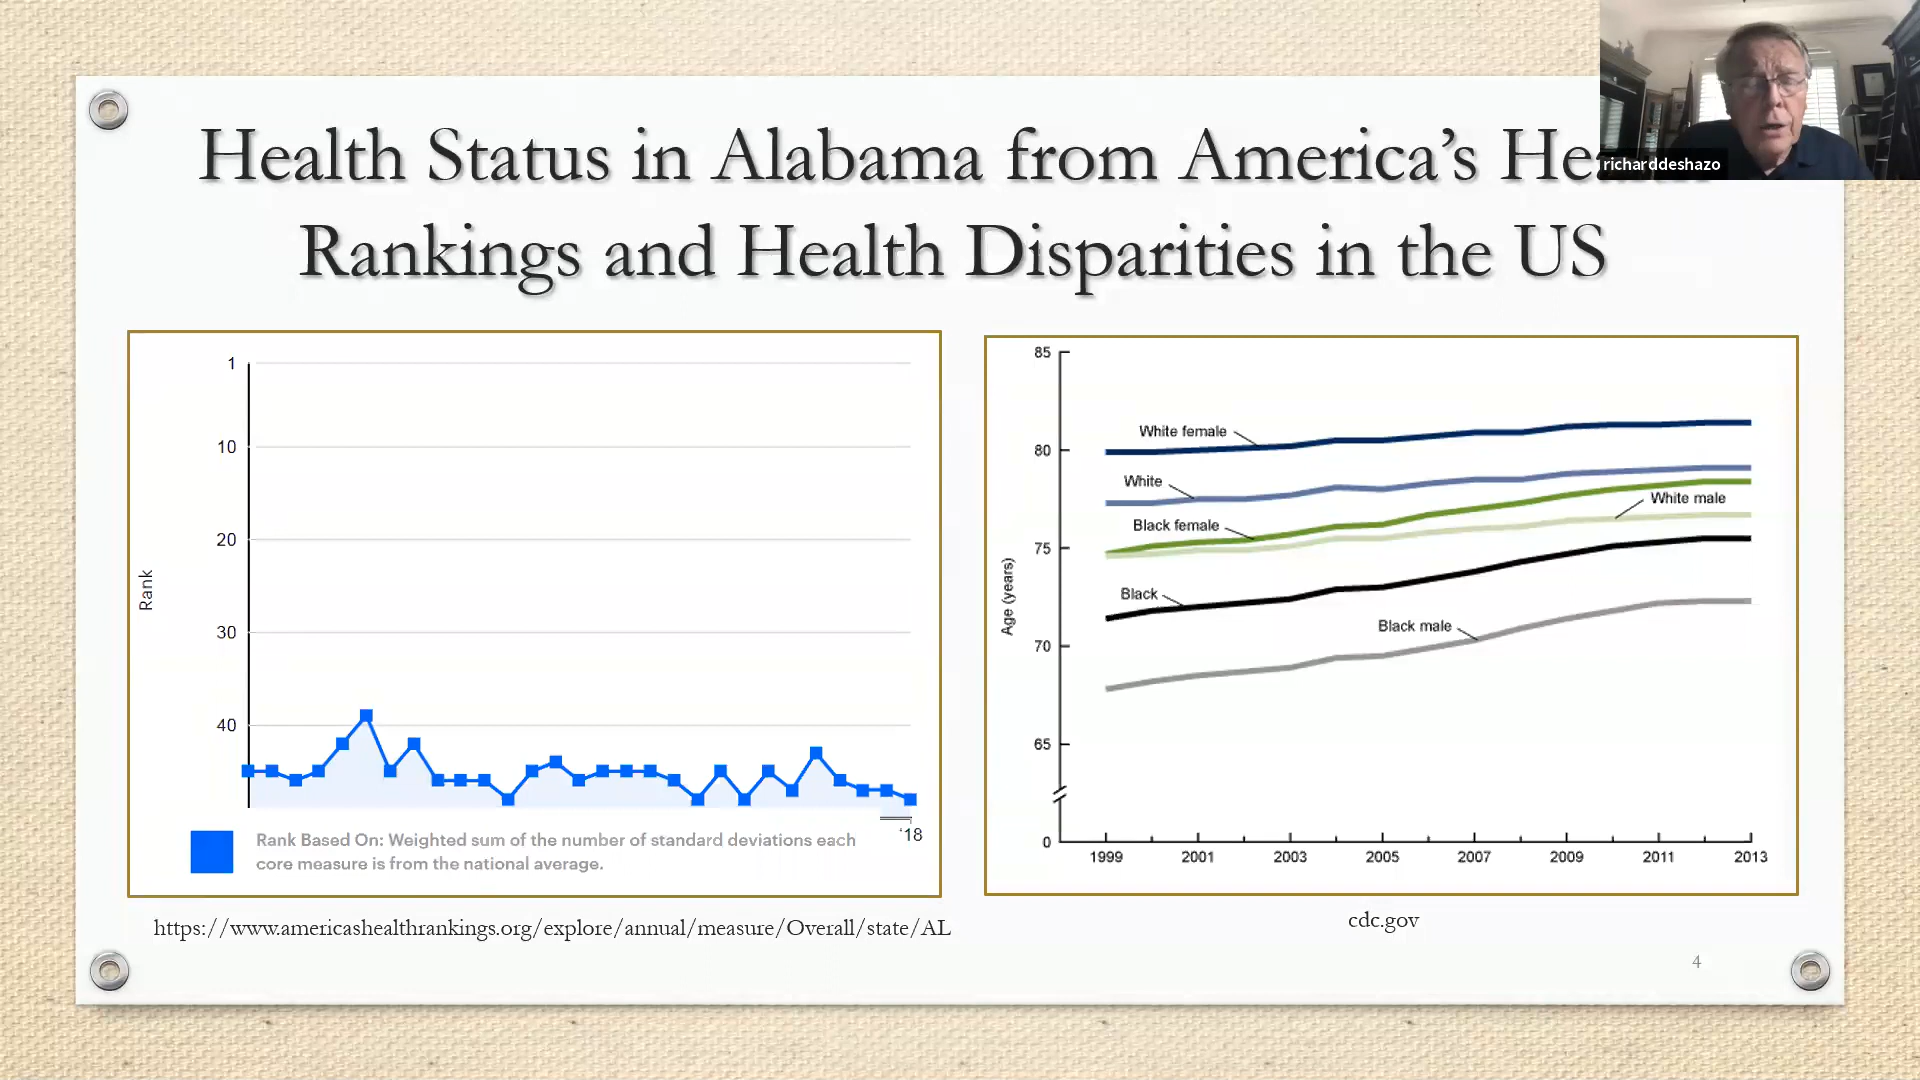 Health Status in Alabama from America's Hea
Rankings and Health Disparities in the US
richarddeshazo
1
10
20
30
40
Rank
'18
Rank Based On: Weighted sum of the number of standard deviations each
core measure is from the national average.
https://www.americashealthrankings.org/explore/annual/measure/Overall/state/AL
85
80
75
70
65
0
Age (years)
White female
White
Black female
White male
Black
Black male
1999
2001
2003
2005
2007
2009
2011
2013
cdc.gov
4